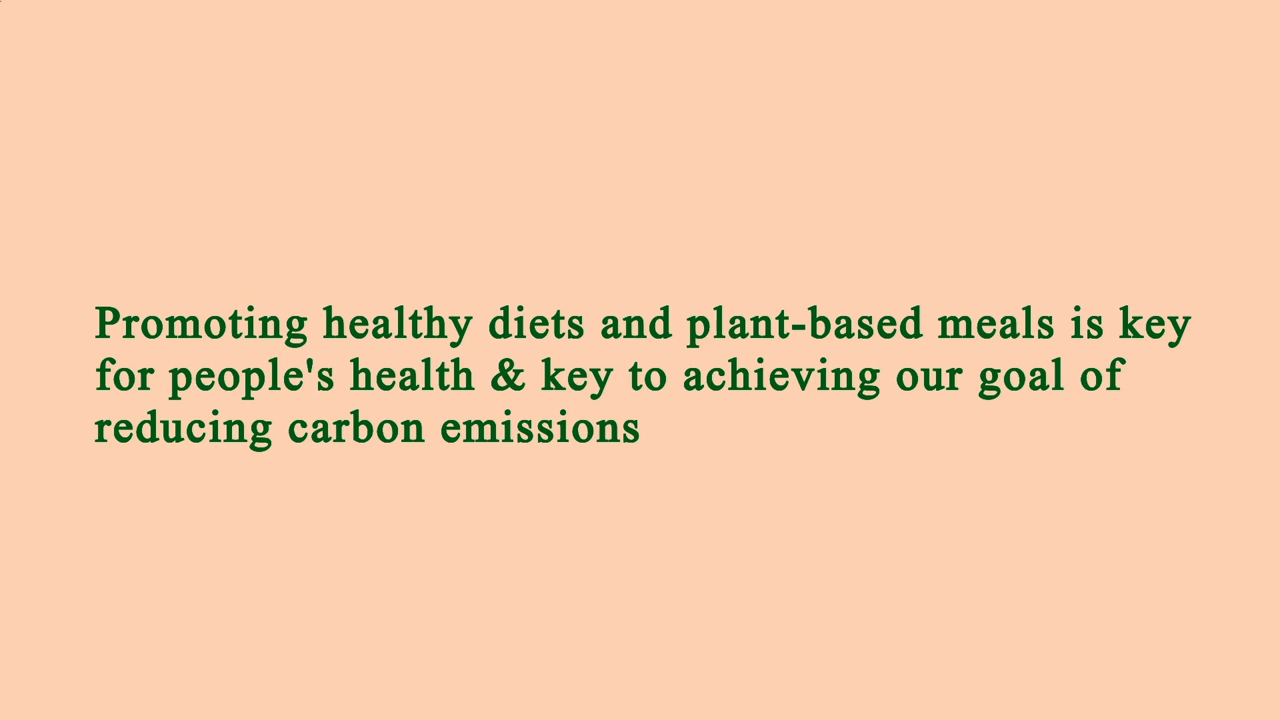 Promoting healthy diets and plant-based meals is key
for people's health & key to achieving our goal of
reducing carbon emissions